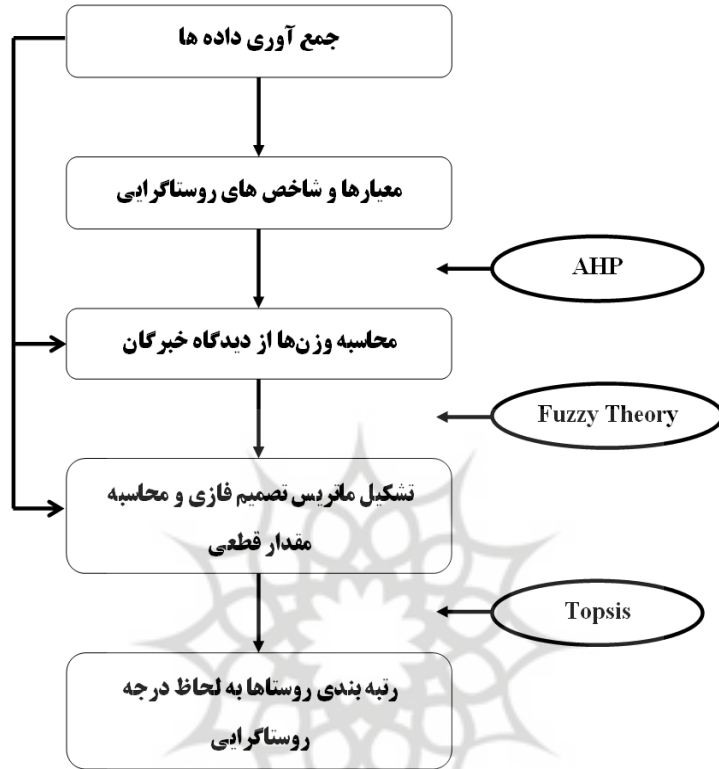 جمع آوری داده ها
معیارها و شاخص های روستاگرایی
AHP
محاسبه وزن‌ها از دیدگاه خبرگان
Fuzzy Theory
تشکیل ماتریس تصمیم فازی و محاسبه
مقدار قطعی
Topsis
رتبه بندی روستاها به لحاظ درجه
روستاگرایی